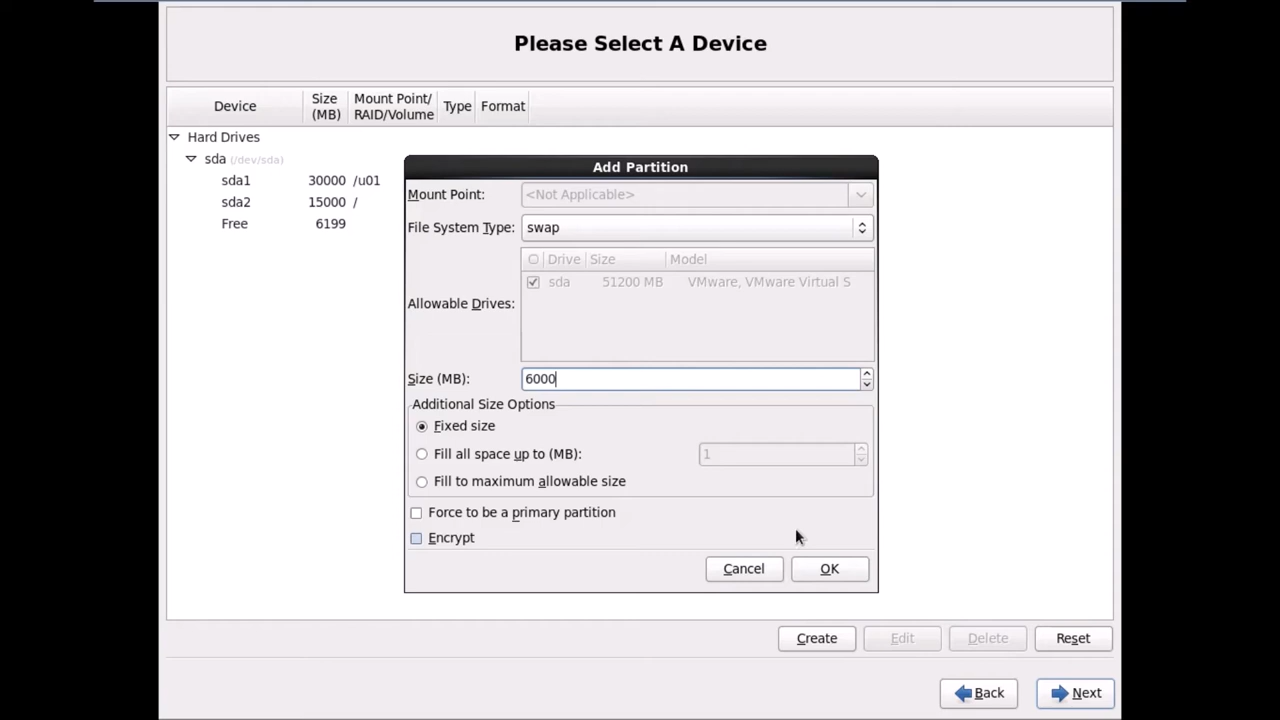 Please Select A Device
Device Size (MB) Mount Point/ RAID/Volume Type Format
Hard Drives
sda (/dev/sda)
sda1 30000 /u01
sda2 15000 /
Free 6199
Add Partition
Mount Point: <Not Applicable>
File System Type: swap
Allowable Drives:
Drive Size Model
sda 51200 MB VMware, VMware Virtual S
Size (MB): 6000
Additional Size Options
Fixed size
Fill all space up to (MB): 1
Fill to maximum allowable size
Force to be a primary partition
Encrypt
Cancel OK
Create Edit Delete Reset
Back Next